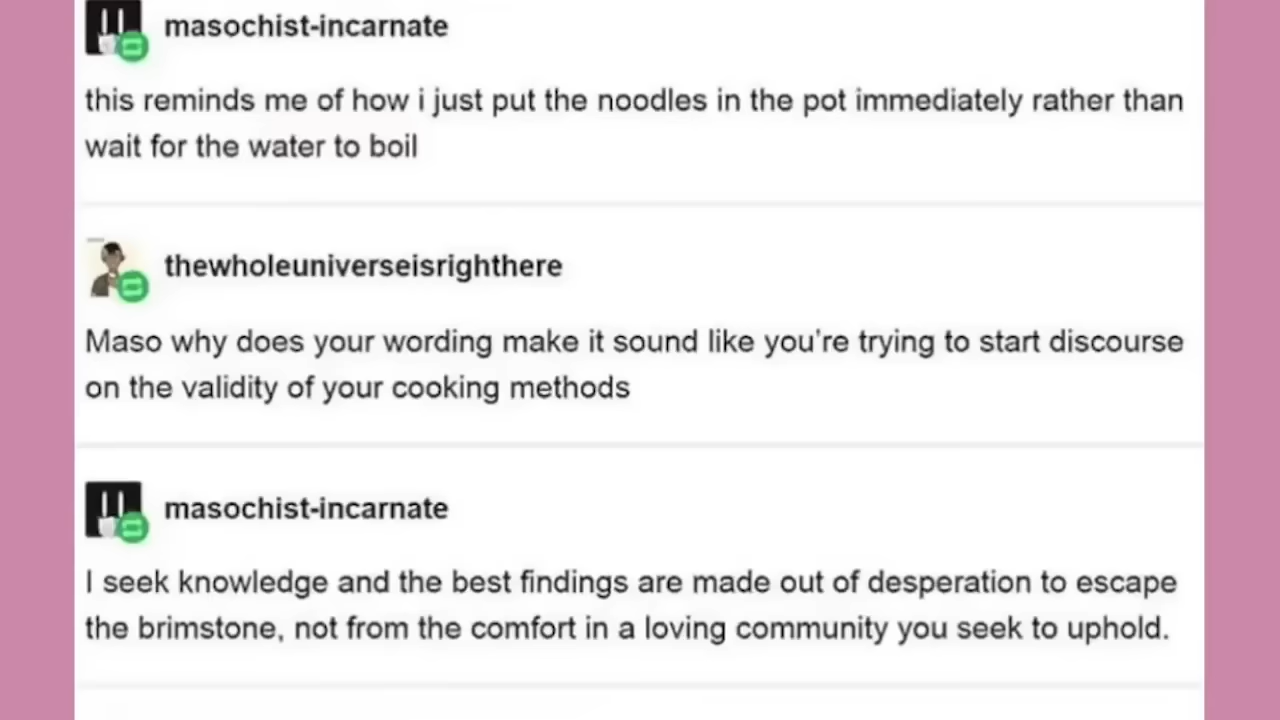 masochist-incarnate
this reminds me of how i just put the noodles in the pot immediately rather than
wait for the water to boil
thewholeuniverseisrighthere
Maso why does your wording make it sound like you're trying to start discourse
on the validity of your cooking methods
masochist-incarnate
I seek knowledge and the best findings are made out of desperation to escape
the brimstone, not from the comfort in a loving community you seek to uphold.